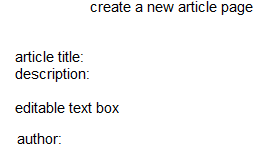 create a new article page
article title:
description:
editable text box
author: